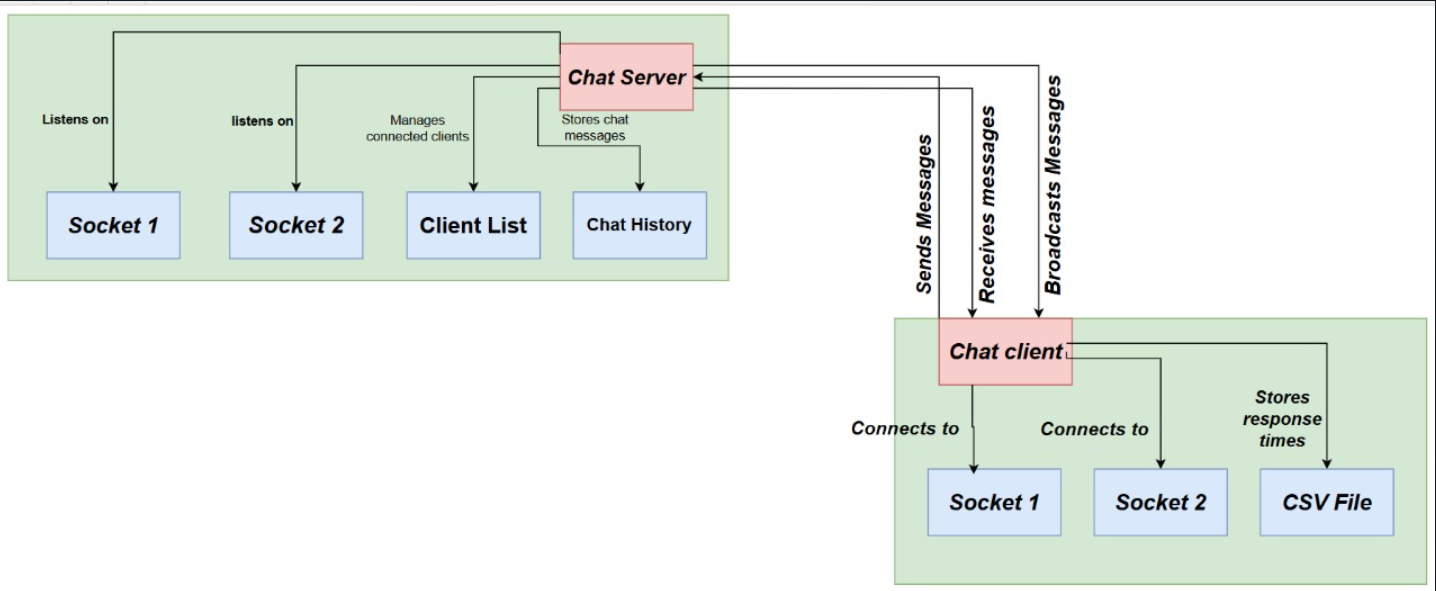 Chat Server
Listens on
listens on
Manages
connected clients
Stores chat
messages
Socket 1
Socket 2
Client List
Chat History
Sends Messages
Receives messages
Broadcasts Messages
Chat client
Connects to
Connects to
Stores
response
times
Socket 1
Socket 2
CSV File